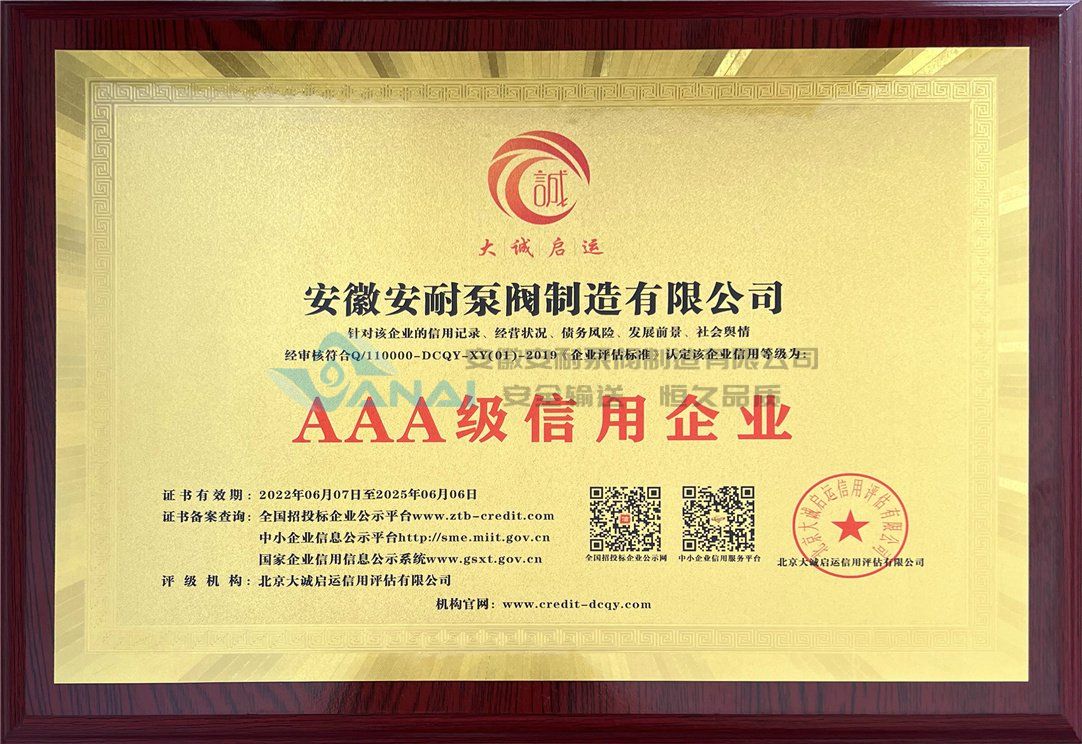 誠
大诚启运
安徽安耐泵阀制造有限公司
针对该企业的信用记录、经营状况、债务风险、发展前景、社会舆情
经审核符合Q/110000-DCQY-XY(01)-2019 企业评估标准 认定该企业信用等级为:
安徽安耐泵阀制造有限公司
ANAI 安全输送 恒久品质
AAA级信用企业
证书有效期：2022年06月07日至2025年06月06日
证书备案查询：全国招投标企业公示平台www.ztb-credit.com
中小企业信息公示平台http://sme.miit.gov.cn
国家企业信用信息公示系统www.gsxt.gov.cn
评级机构：北京大诚启运信用评估有限公司
机构官网：www.credit-dcqy.com
全国招投标企业公示网
中小企业信用服务平台
北京大诚启运信用评估有限公司
北京大诚启运信用评估有限公司